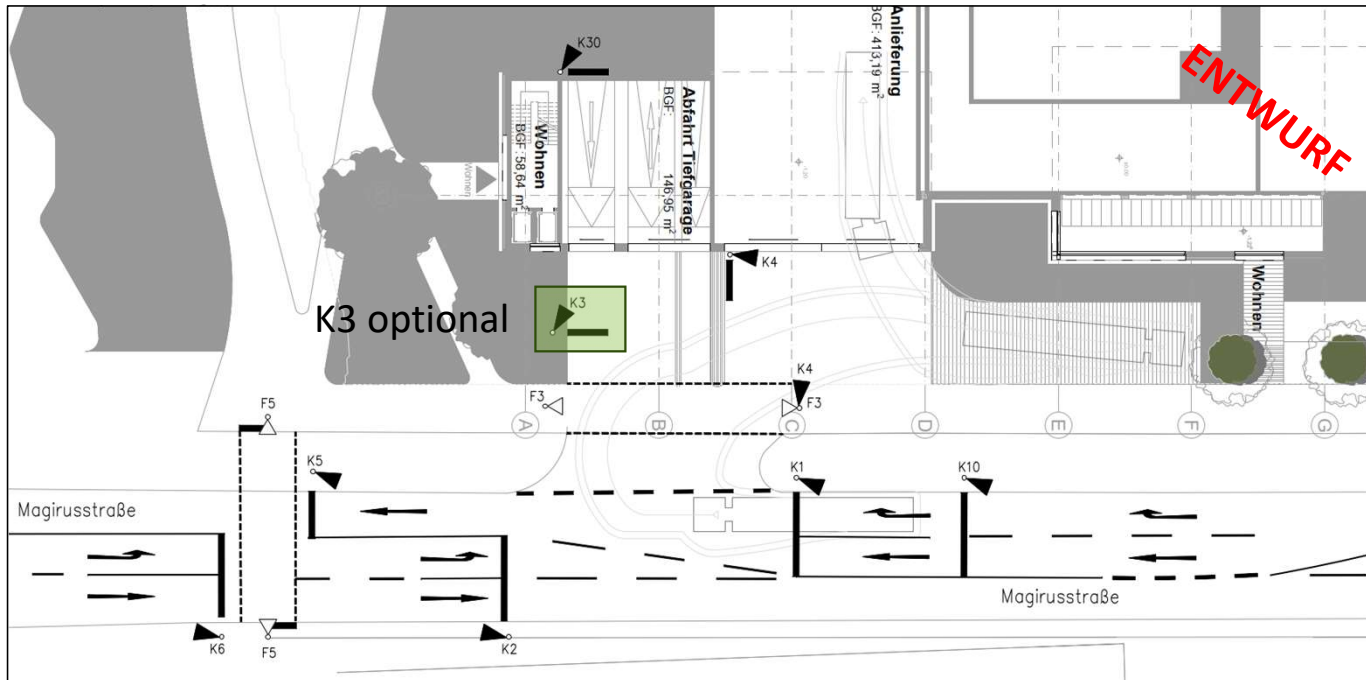 K30
Anlieferung
BGF: 413,19 m²
ENTWURF
Wohnen
BGF: 58,64 m²
Abfahrt Tiefgarage
BGF: 146.95 m²
Wohnen
K4
Wohnen
K3
K3 optional
K4
F3
F3
F5
A
B
C
D
E
F
G
K5
K1
K10
Magirusstraße
Magirusstraße
K6
F5
K2